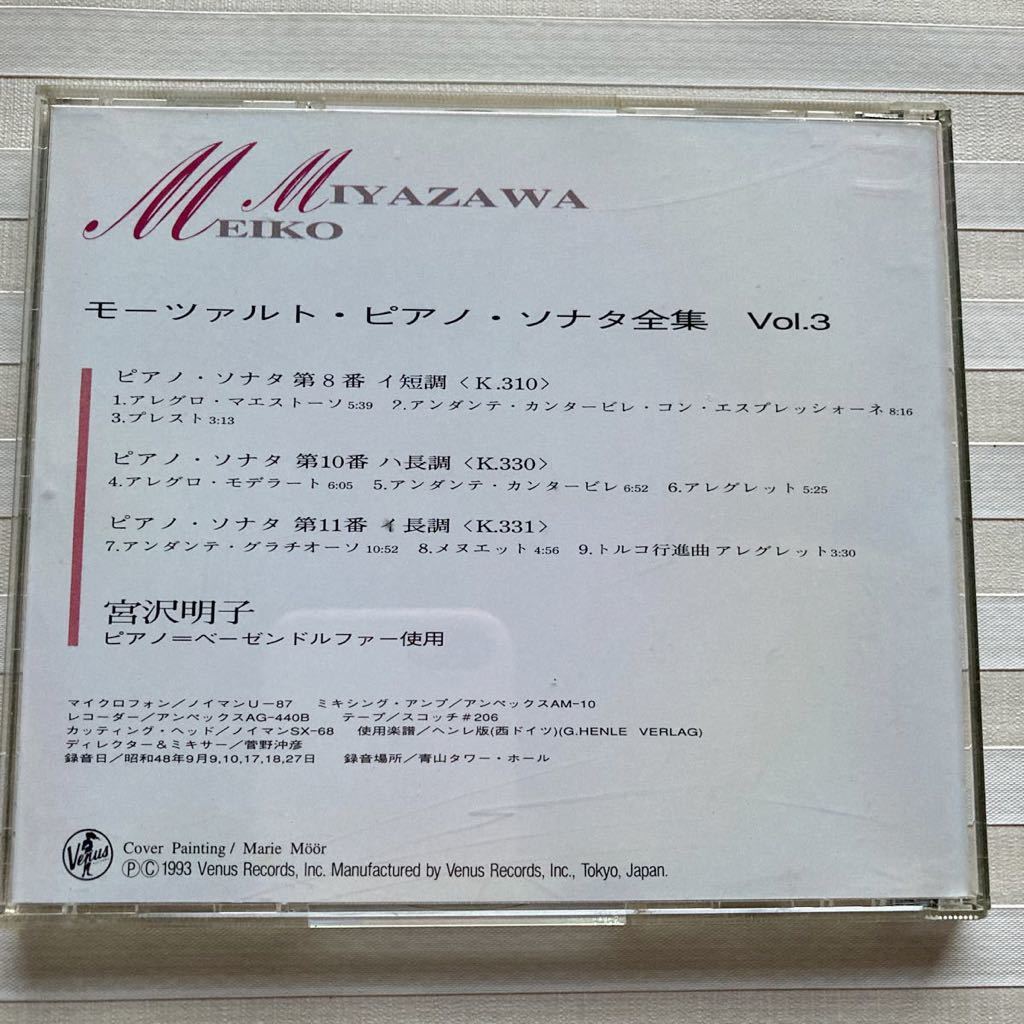 MIYAZAWA
MEIKO
モーツァルト・ピアノ・ソナタ全集 Vol.3
ピアノ・ソナタ 第8番 イ短調〈K.310〉
1.アレグロ・マエストーソ5:39 2.アンダンテ・カンタービレ・コン・エスプレッシォーネ8:16
3.プレスト3:13
ピアノ・ソナタ 第10番 ハ長調〈K.330〉
4.アレグロ・モデラート6:05 5.アンダンテ・カンタービレ6:52 6.アレグレット5:25
ピアノ・ソナタ 第11番 イ長調〈K.331〉
7.アンダンテ・グラチオーソ10:52 8.メヌエット4:56 9.トルコ行進曲 アレグレット3:30
宮沢明子
ピアノ=ベーゼンドルファー使用
マイクロフォン/ノイマンU-87 ミキシング・アンプ/アンペックスAM-10
レコーダー/アンペックスAG-440B テープ/スコッチ#206
カッティング・ヘッド/ノイマンSX-68 使用楽譜/ヘンレ版(西ドイツ)(G.HENLE VERLAG)
ディレクター&ミキサー/菅野沖彦
録音日/昭和48年9月9,10,17,18,27日 録音場所/青山タワー・ホール
Venus
Cover Painting / Marie Möör
ⓅⒸ1993 Venus Records, Inc. Manufactured by Venus Records, Inc., Tokyo, Japan.